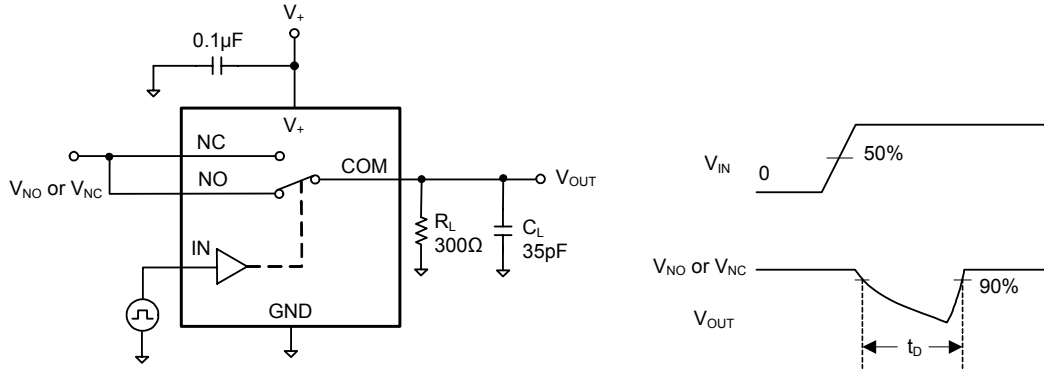 V+
0.1µF
V+
NC
NO
COM
VNO or VNC
VOUT
RL
300Ω
CL
35pF
IN
GND
VIN
0
50%
VNO or VNC
90%
VOUT
tD